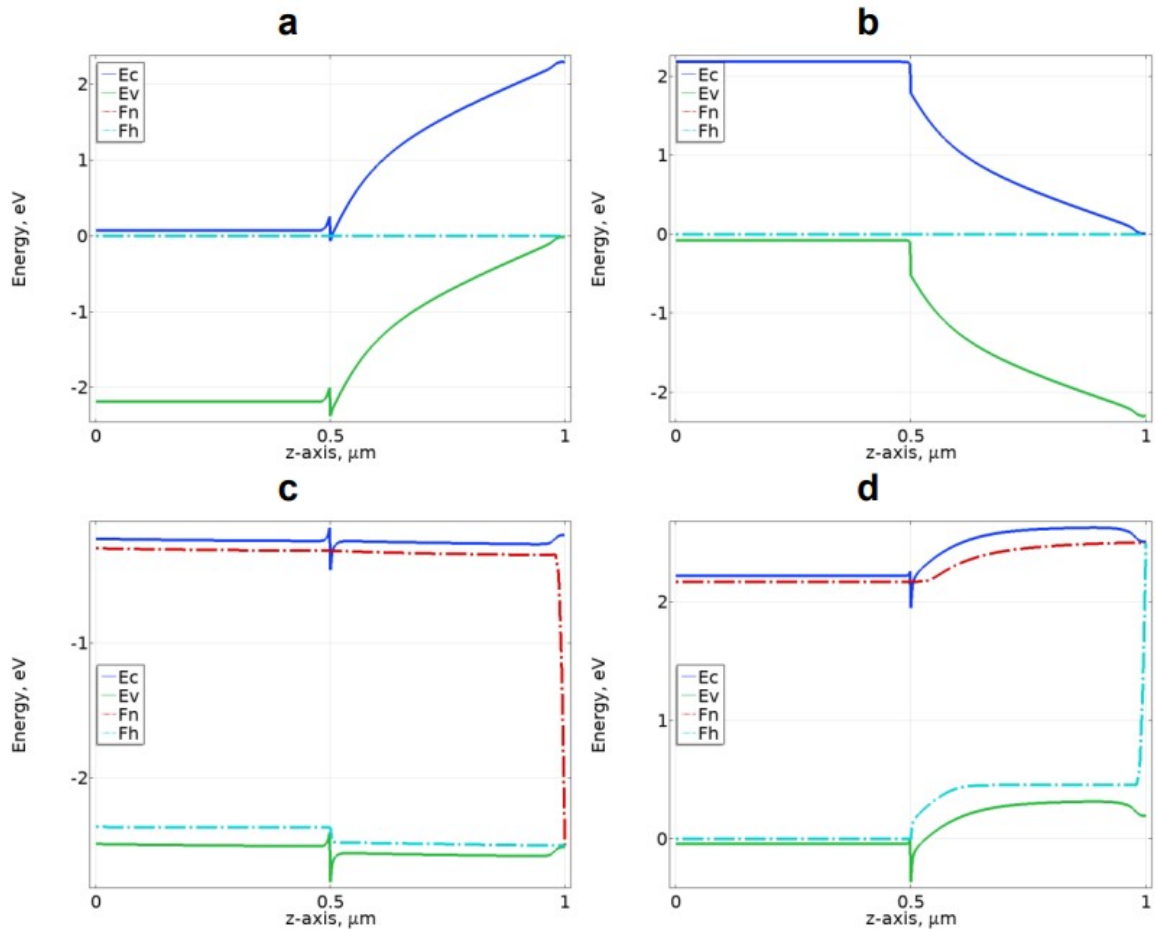 a
b
Energy, eV
2
1
0
-1
-2
Ec
Ev
Fn
Fh
0
0.5
1
z-axis, μm
Energy, eV
2
1
0
-1
-2
Ec
Ev
Fn
Fh
0
0.5
1
z-axis, μm
c
d
Energy, eV
-1
-2
Ec
Ev
Fn
Fh
0
0.5
1
z-axis, μm
Energy, eV
2
1
0
Ec
Ev
Fn
Fh
0
0.5
1
z-axis, μm